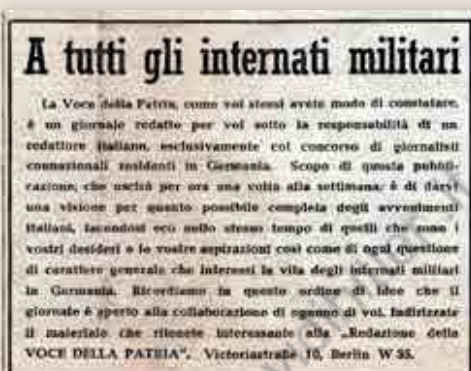 A tutti gli internati militari
La Voce della Patria, come voi stessi avete modo di constatare,
è un giornale redatto per voi sotto la responsabilità di un
redattore italiano, esclusivamente col concorso di giornalisti
connazionali residenti in Germania. Scopo di questa pubbli-
cazione, che uscirà per ora una volta alla settimana, è di darvi
una visione per quanto possibile completa degli avvenimenti
italiani, facendosi eco nello stesso tempo di quelli che sono i
vostri desideri e le vostre aspirazioni così come di ogni questione
di carattere generale che interessi la vita degli internati militari
in Germania. Ricordiamo in questo ordine di idee che il
giornale è aperto alla collaborazione di ognuno di voi. Indirizzate
il materiale che ritenete interessante alla „Redazione della
VOCE DELLA PATRIA", Victoriastraße 10, Berlin W 35.